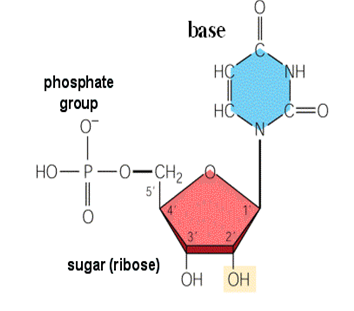 O
base
C
HC
NH
phosphate
group
HC
C=O
O−
N
HO—P—O—CH2
O
5'
4'
1'
O
3'
2'
sugar (ribose)
OH
OH